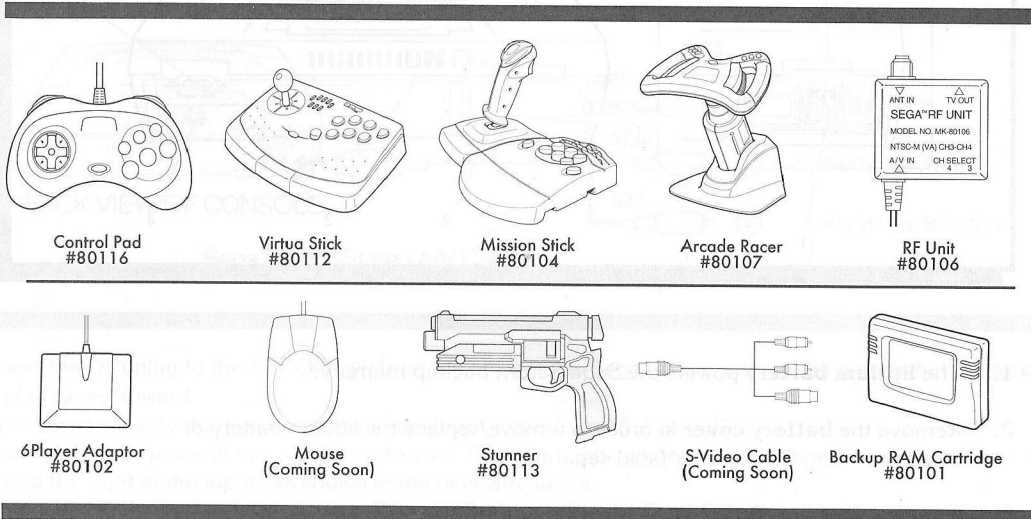 ANT IN TV OUT
SEGA™ RF UNIT
MODEL NO. MK-80106
NTSC-M (VA) CH3-CH4
A/V IN CH SELECT
4 3
Control Pad
#80116
Virtua Stick
#80112
Mission Stick
#80104
Arcade Racer
#80107
RF Unit
#80106
6Player Adaptor
#80102
Mouse
(Coming Soon)
Stunner
#80113
S-Video Cable
(Coming Soon)
Backup RAM Cartridge
#80101